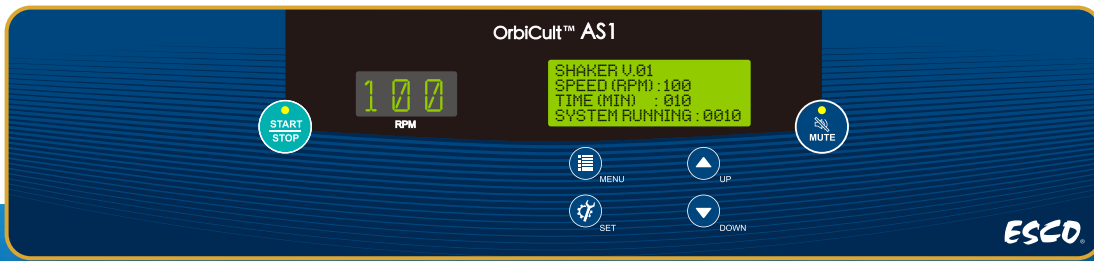 OrbiCult™ AS1
100
RPM
SHAKER V.01
SPEED (RPM) : 100
TIME (MIN) : 010
SYSTEM RUNNING : 0010
START
STOP
MUTE
MENU
UP
SET
DOWN
ESCO®